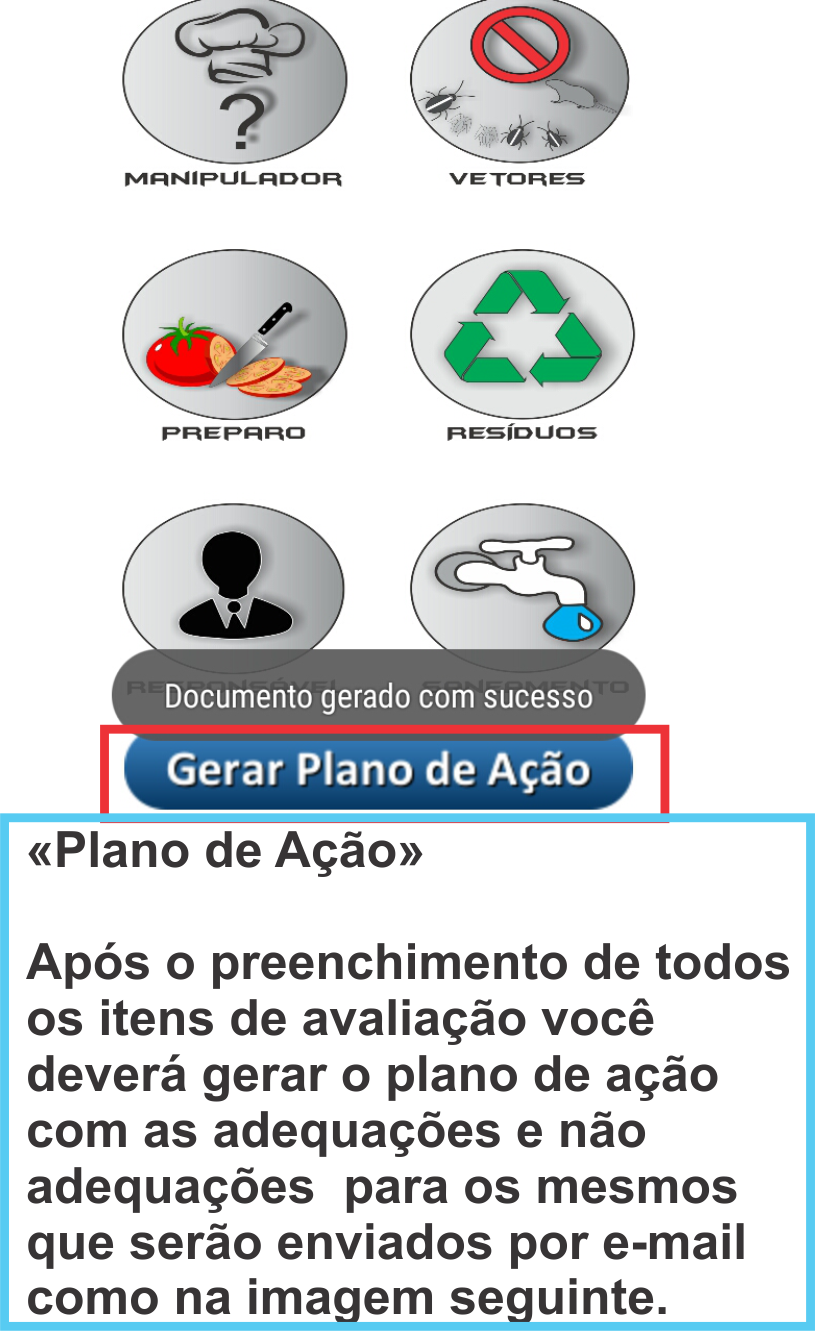 ?
MANIPULADOR
VETORES
PREPARO
RESÍDUOS
RESPONSÁVEL
SANEAMENTO
Documento gerado com sucesso
Gerar Plano de Ação
«Plano de Ação»
Após o preenchimento de todos
os itens de avaliação você
deverá gerar o plano de ação
com as adequações e não
adequações  para os mesmos
que serão enviados por e-mail
como na imagem seguinte.